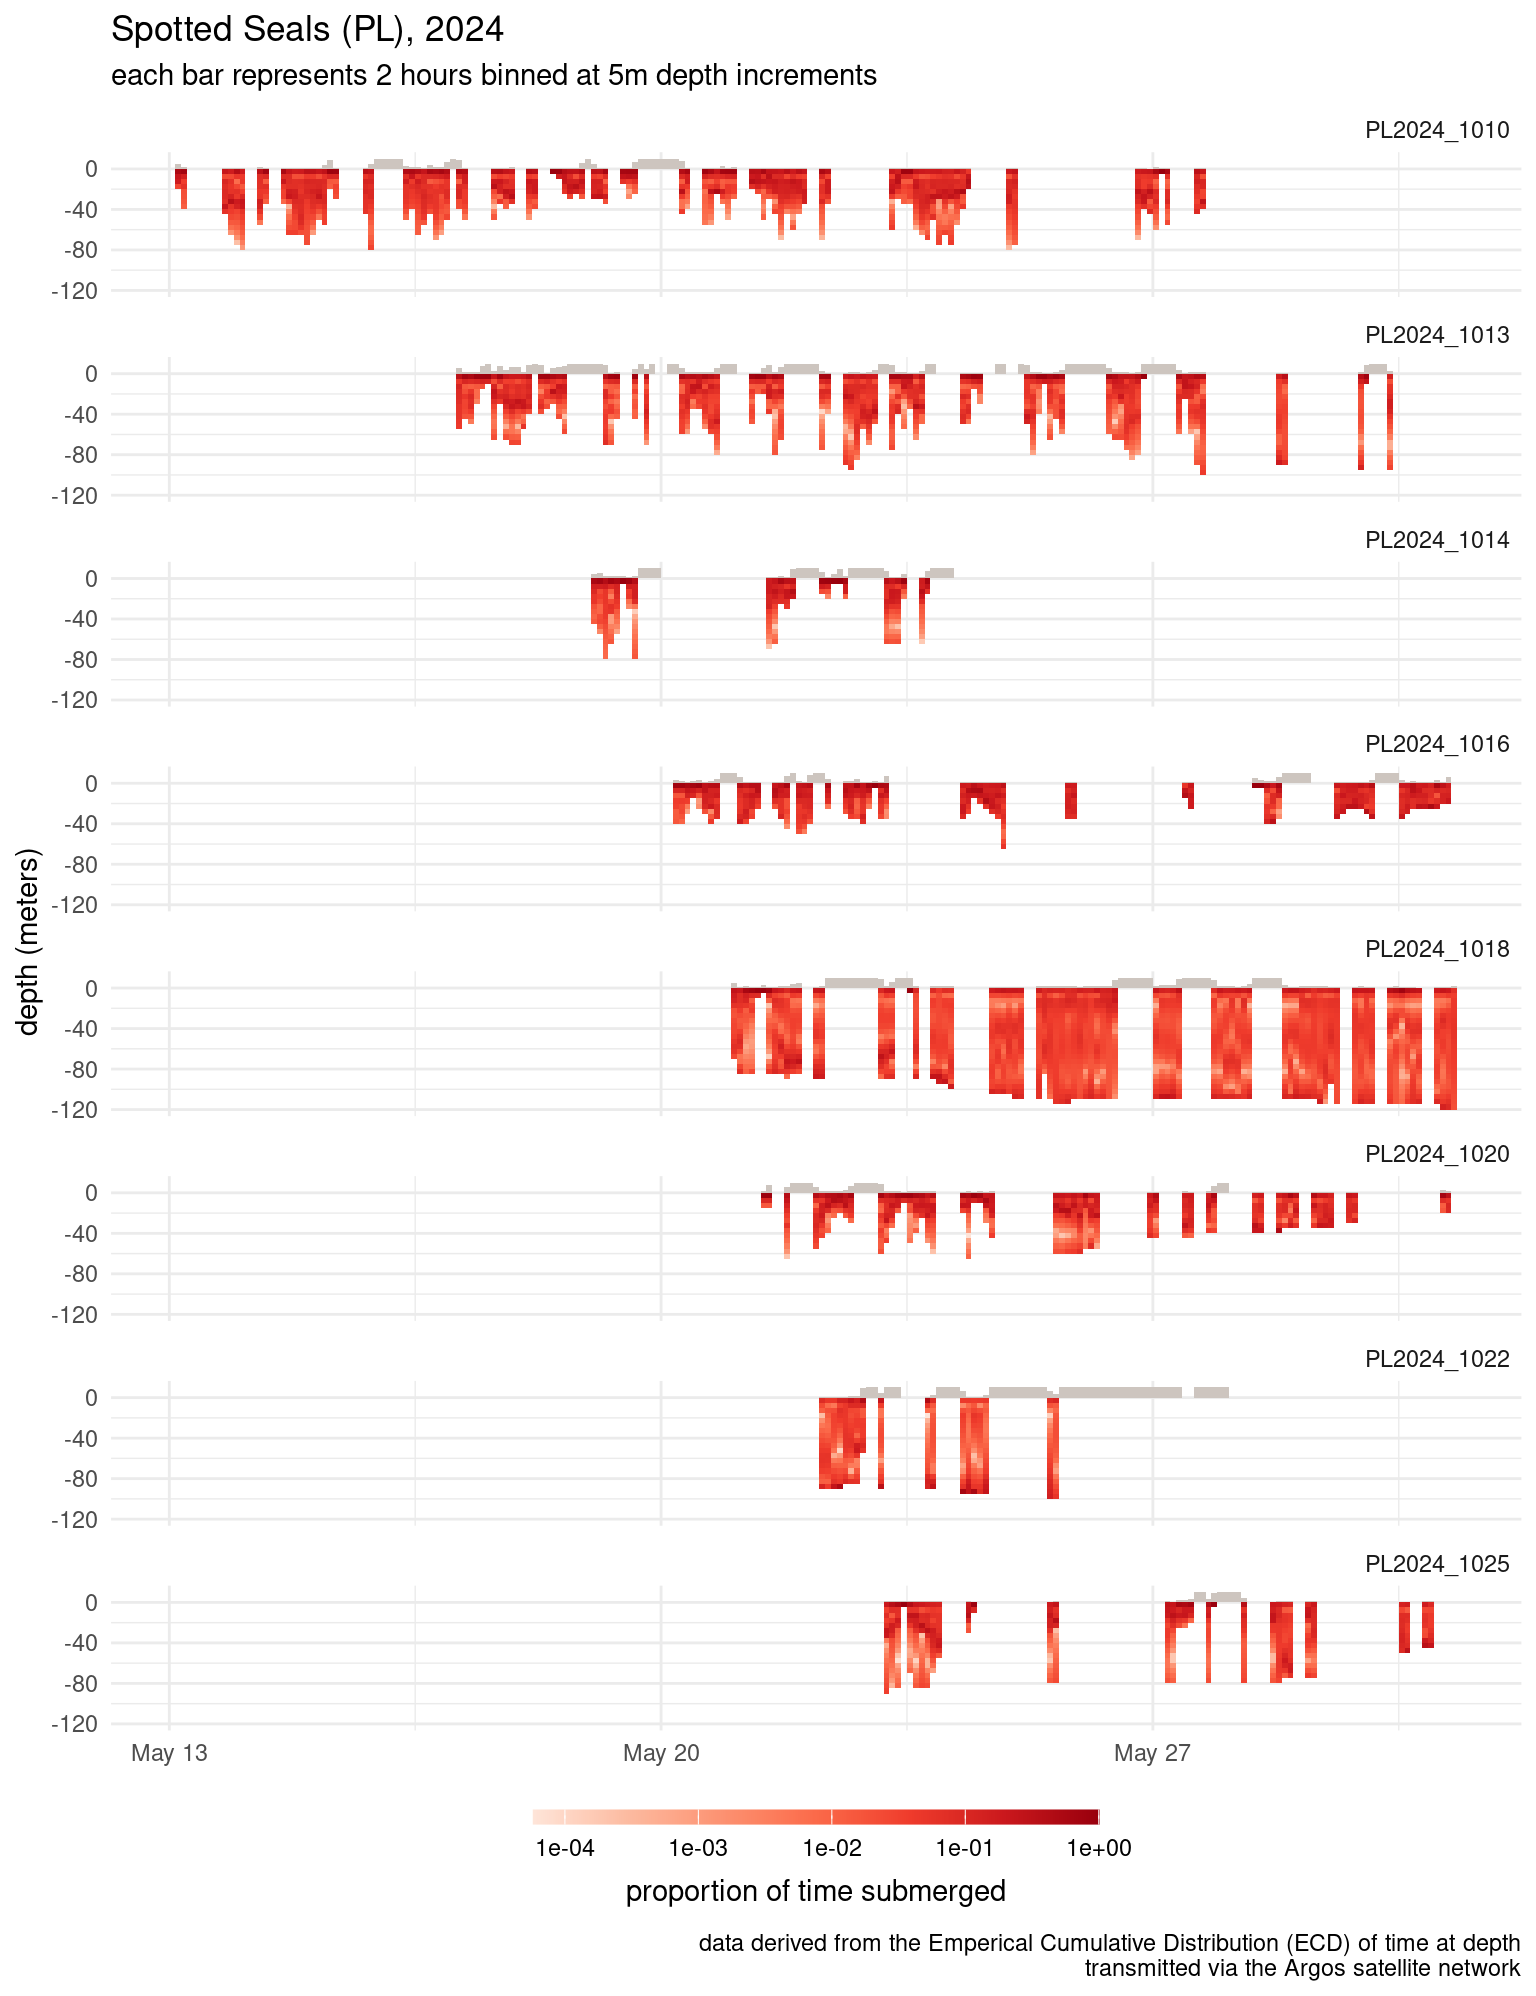 Spotted Seals (PL), 2024
each bar represents 2 hours binned at 5m depth increments
PL2024_1010
0
-40
-80
-120
PL2024_1013
0
-40
-80
-120
PL2024_1014
0
-40
-80
-120
PL2024_1016
0
-40
-80
-120
depth (meters)
PL2024_1018
0
-40
-80
-120
PL2024_1020
0
-40
-80
-120
PL2024_1022
0
-40
-80
-120
PL2024_1025
0
-40
-80
-120
May 13 May 20 May 27
1e-04 1e-03 1e-02 1e-01 1e+00
proportion of time submerged
data derived from the Emperical Cumulative Distribution (ECD) of time at depth
transmitted via the Argos satellite network